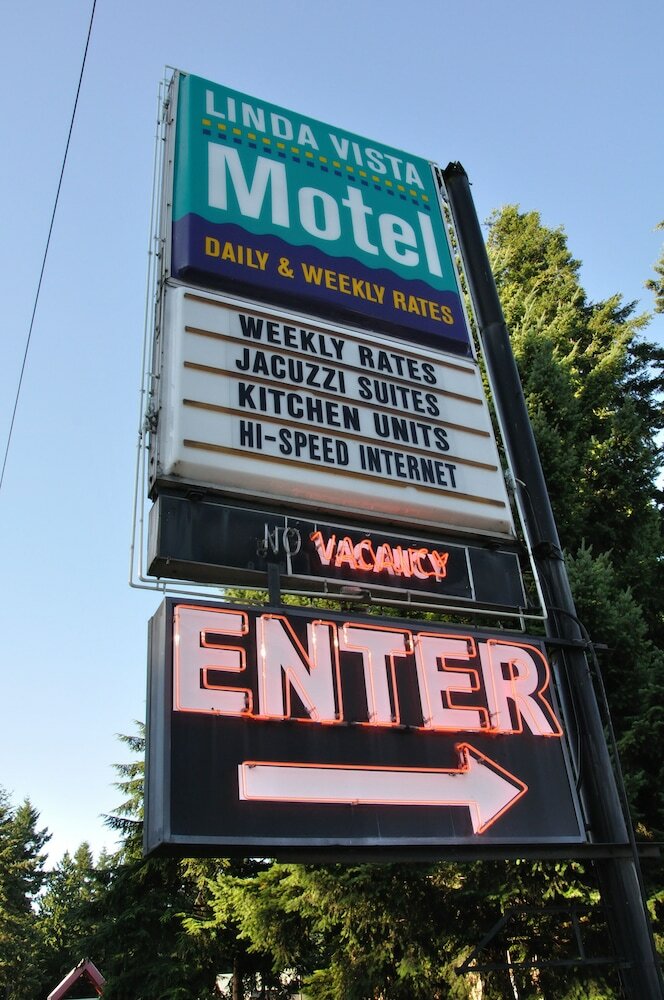 LINDA VISTA
Motel
DAILY & WEEKLY RATES
WEEKLY RATES
JACUZZI SUITES
KITCHEN UNITS
HI-SPEED INTERNET
NO VACANCY
ENTER